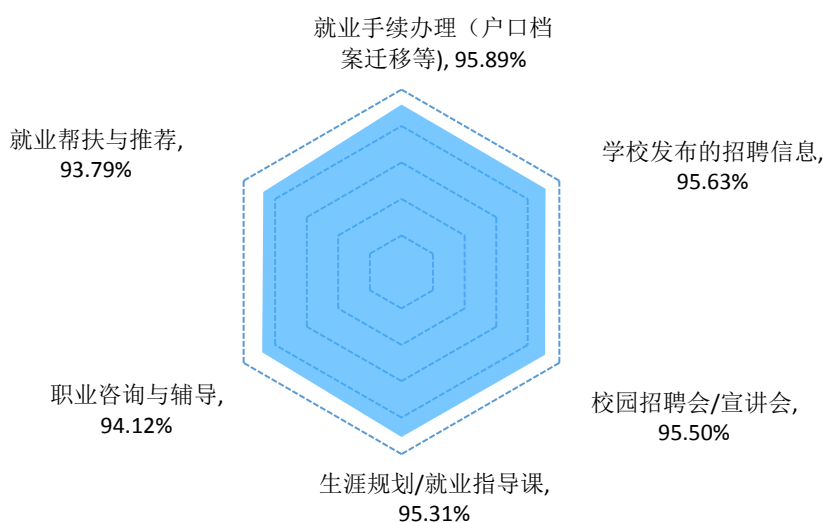 就业手续办理（户口档
案迁移等), 95.89%
学校发布的招聘信息,
95.63%
校园招聘会/宣讲会,
95.50%
生涯规划/就业指导课,
95.31%
职业咨询与辅导,
94.12%
就业帮扶与推荐,
93.79%